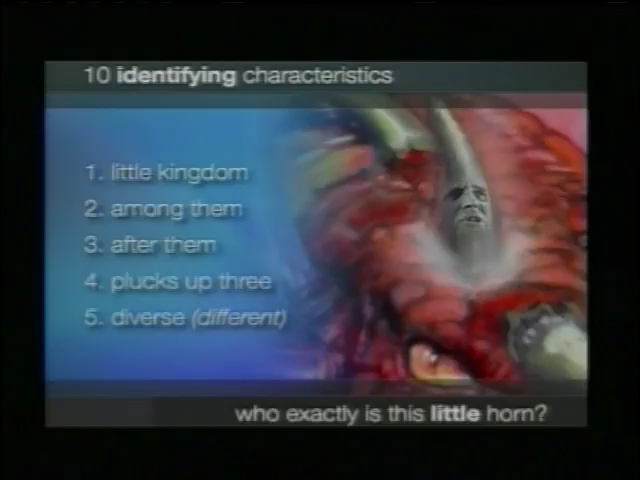 10 identifying characteristics
1. little kingdom
2. among them
3. after them
4. plucks up three
5. diverse (different)
who exactly is this little horn?